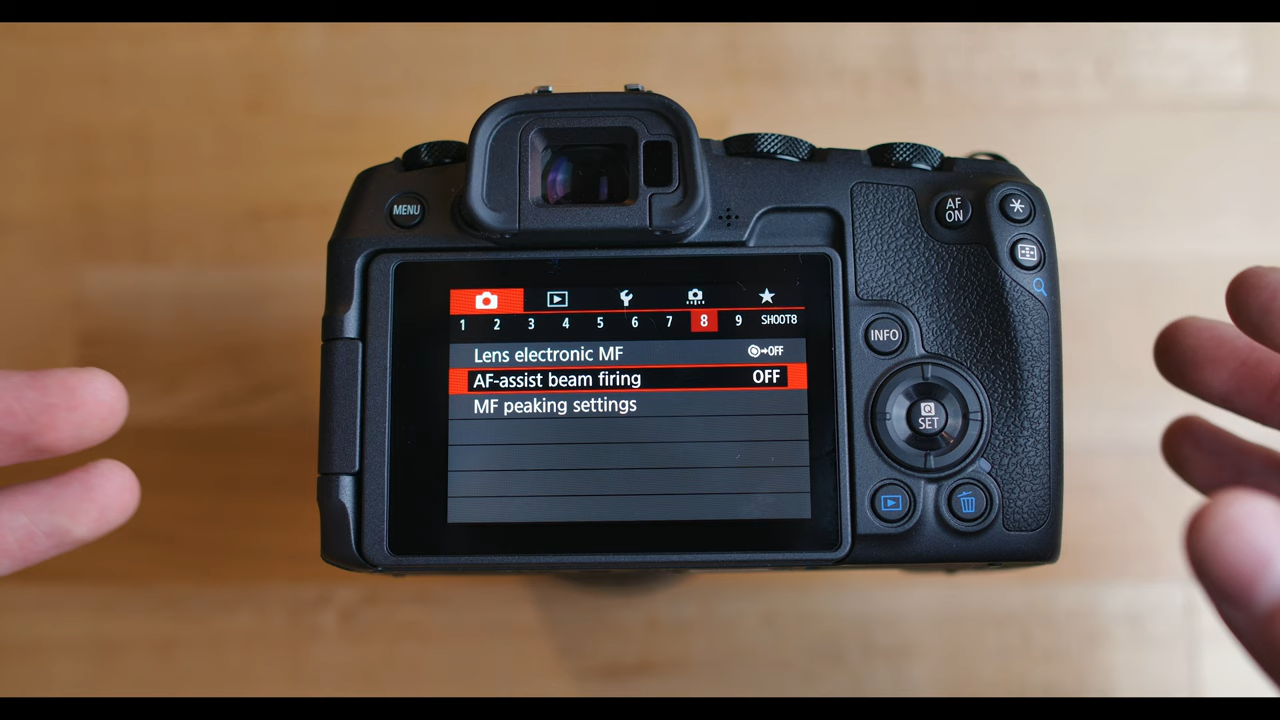 MENU
AF
ON
1 2 3 4 5 6 7 8 9 SHOOT8
Lens electronic MF OFF
AF-assist beam firing OFF
MF peaking settings
INFO
Q
SET